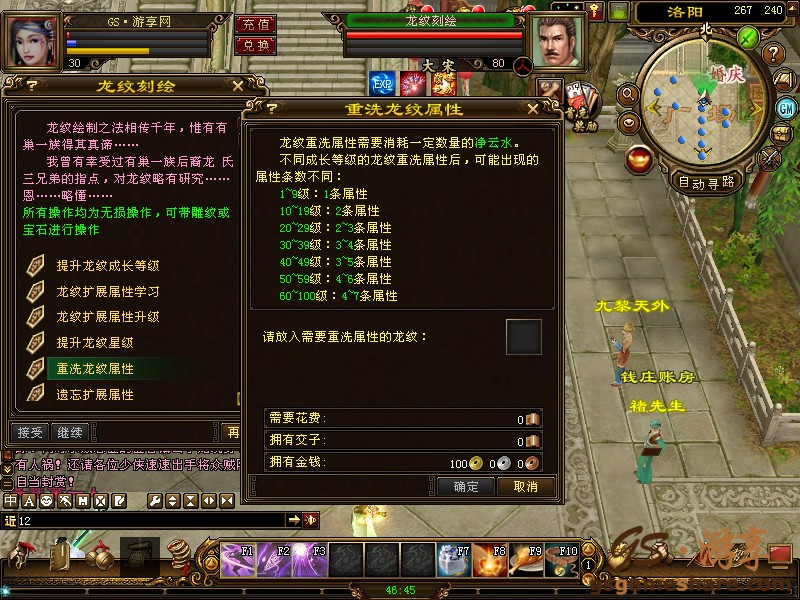 GS·游享网
30
充值
兑换
龙纹刻绘
大宋
80
洛阳
267 240
北
婚庆
广场
自动寻路
GM
EXP
首充
奖励
? 龙纹刻绘
龙纹绘制之法相传千年，惟有有
巢一族得其真谛……
我曾有幸受过有巢一族后裔龙 氏
三兄弟的指点，对龙纹略有研究……
恩……略懂……
所有操作均为无损操作，可带雕纹或
宝石进行操作
提升龙纹成长等级
龙纹扩展属性学习
龙纹扩展属性升级
提升龙纹星级
重洗龙纹属性
遗忘扩展属性
接受
继续
再
? 重洗龙纹属性
龙纹重洗属性需要消耗一定数量的净云水。
不同成长等级的龙纹重洗属性后，可能出现的
属性条数不同：
1~9级：1条属性
10~19级：2条属性
20~29级：2~3条属性
30~39级：3~4条属性
40~49级：3~5条属性
50~59级：4~6条属性
60~100级：4~7条属性
请放入需要重洗属性的龙纹：
需要花费： 0
拥有交子： 0
拥有金钱： 100 0 0
确定
取消
九黎天外
钱庄账房
褚先生
有人祸！还请各位少侠速速出手将众贼
自当封赏！
中 A
近 12
F1 F2 F3 F7 F8 F9 F10
1
46:45
GS·游享